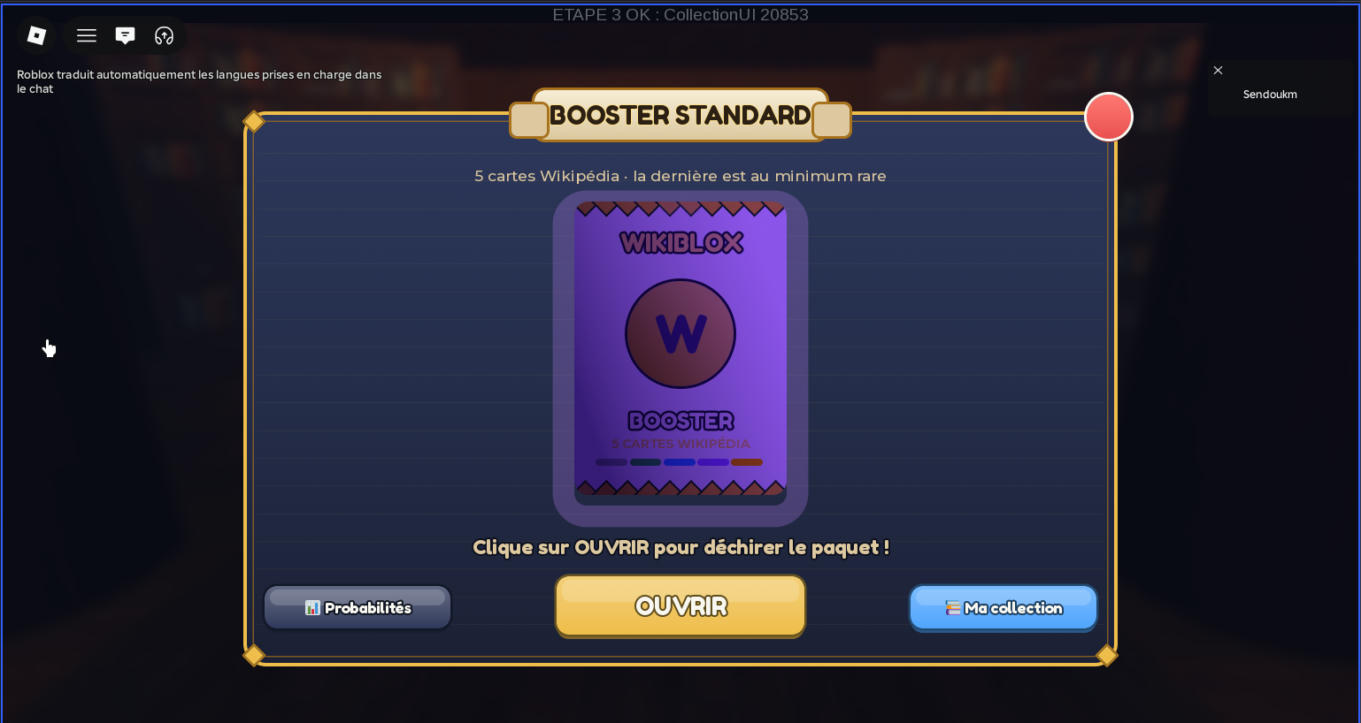 ETAPE 3 OK : CollectionUI 20853
Roblox traduit automatiquement les langues prises en charge dans
le chat
Sendoukm
BOOSTER STANDARD
5 cartes Wikipédia · la dernière est au minimum rare
WIKIBLOX
W
BOOSTER
5 CARTES WIKIPÉDIA
Clique sur OUVRIR pour déchirer le paquet !
Probabilités
OUVRIR
Ma collection